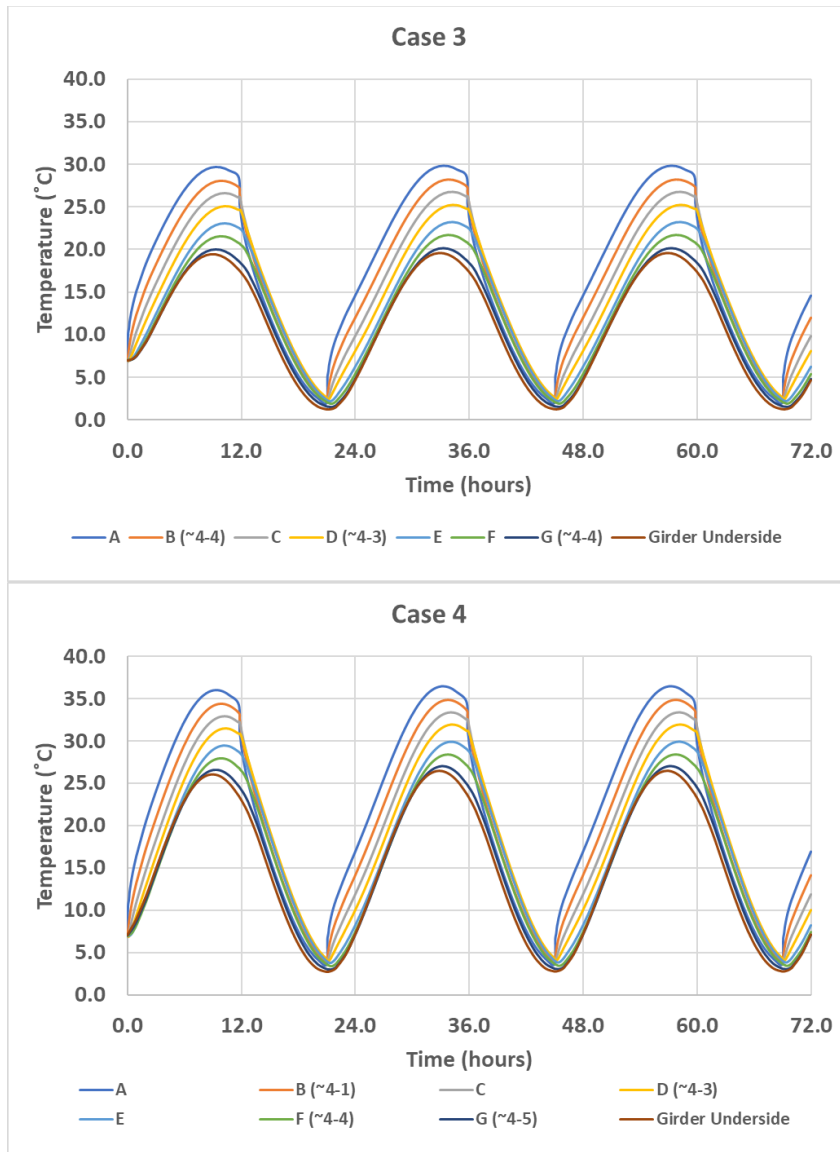 Case 3
40.0
35.0
30.0
25.0
20.0
15.0
10.0
5.0
0.0
Temperature (˚C)
0.0 12.0 24.0 36.0 48.0 60.0 72.0
Time (hours)
A B (~4-4) C D (~4-3) E F G (~4-4) Girder Underside
Case 4
40.0
35.0
30.0
25.0
20.0
15.0
10.0
5.0
0.0
Temperature (˚C)
0.0 12.0 24.0 36.0 48.0 60.0 72.0
Time (hours)
A B (~4-1) C D (~4-3)
E F (~4-4) G (~4-5) Girder Underside